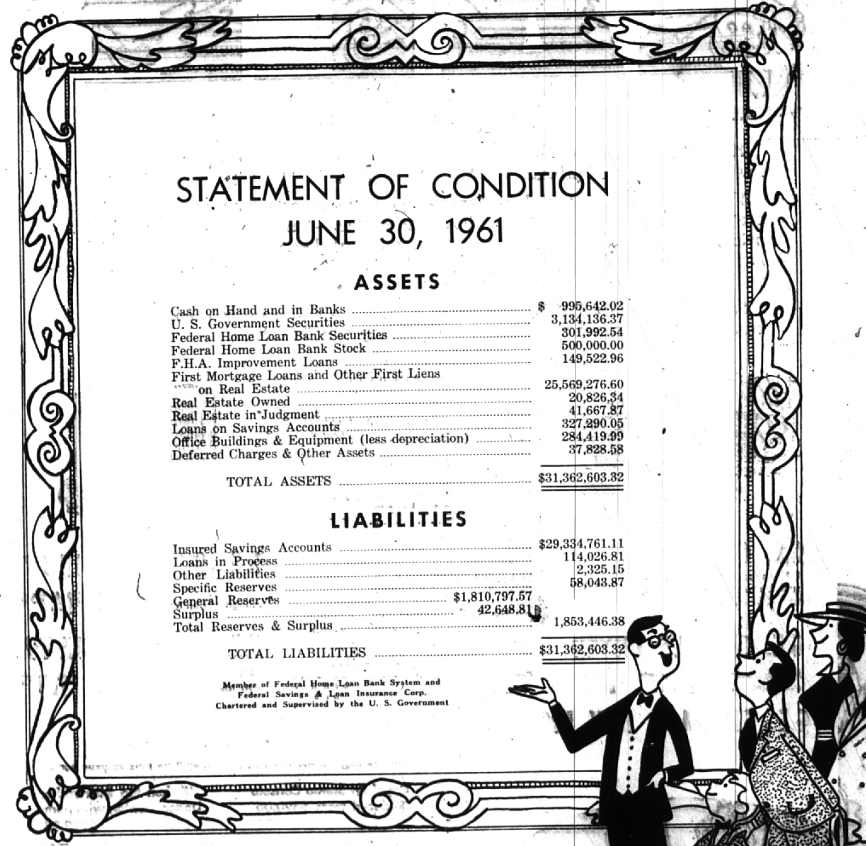 STATEMENT OF CONDITION
JUNE 30, 1961
ASSETS
Cash on Hand and in Banks $ 995,642.02
U. S. Government Securities 3,134,136.37
Federal Home Loan Bank Securities 301,992.54
Federal Home Loan Bank Stock 500,000.00
F.H.A. Improvement Loans 149,522.96
First Mortgage Loans and Other First Liens
on Real Estate 25,569,276.60
Real Estate Owned 20,826.34
Real Estate in Judgment 41,667.87
Loans on Savings Accounts 327,290.05
Office Buildings & Equipment (less depreciation) 284,419.99
Deferred Charges & Other Assets 37,828.58
TOTAL ASSETS $31,362,603.32
LIABILITIES
Insured Savings Accounts $29,334,761.11
Loans in Process 114,026.81
Other Liabilities 2,325.15
Specific Reserves 58,043.87
General Reserves $1,810,797.57
Surplus 42,648.81
Total Reserves & Surplus 1,853,446.38
TOTAL LIABILITIES $31,362,603.32
Member of Federal Home Loan Bank System and
Federal Savings & Loan Insurance Corp.
Chartered and Supervised by the U. S. Government